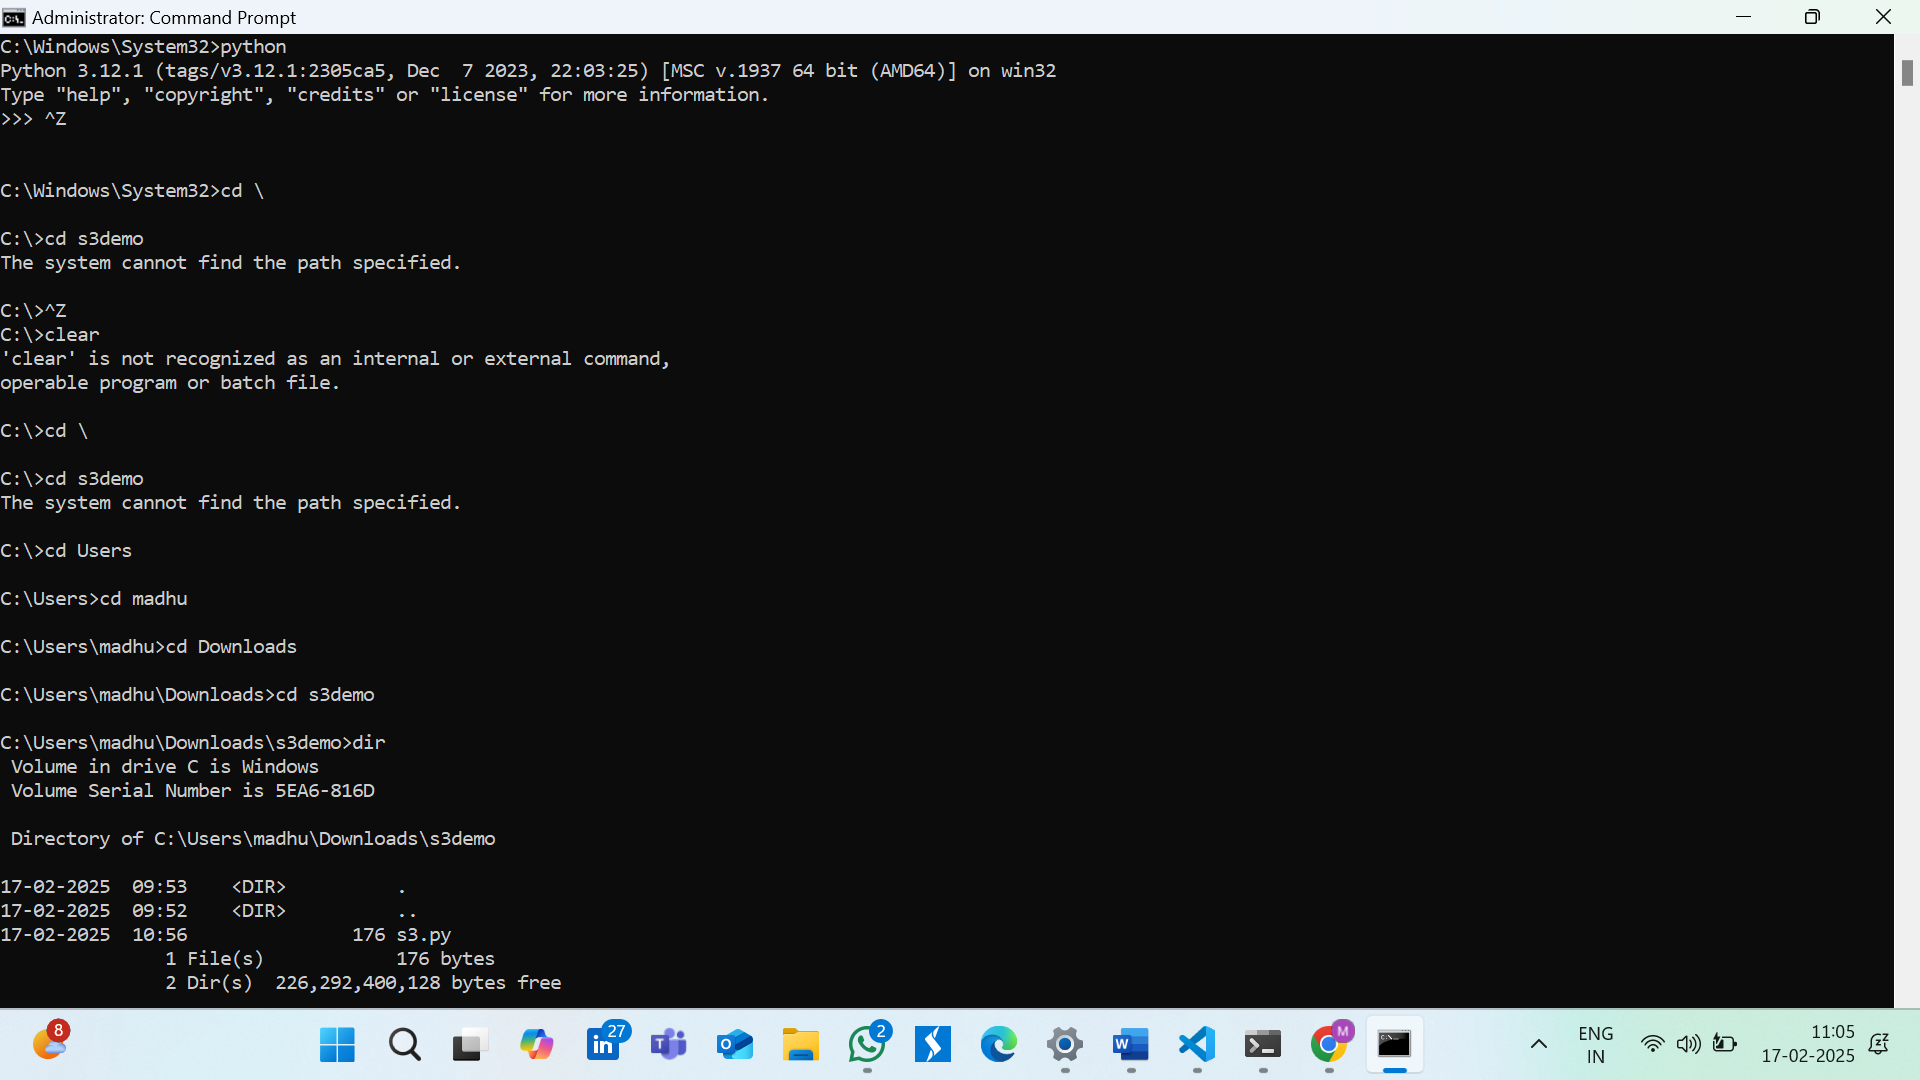 Administrator: Command Prompt
C:\Windows\System32>python
Python 3.12.1 (tags/v3.12.1:2305ca5, Dec  7 2023, 22:03:25) [MSC v.1937 64 bit (AMD64)] on win32
Type "help", "copyright", "credits" or "license" for more information.
>>> ^Z
C:\Windows\System32>cd \
C:\>cd s3demo
The system cannot find the path specified.
C:\>^Z
C:\>clear
'clear' is not recognized as an internal or external command,
operable program or batch file.
C:\>cd \
C:\>cd s3demo
The system cannot find the path specified.
C:\>cd Users
C:\Users>cd madhu
C:\Users\madhu>cd Downloads
C:\Users\madhu\Downloads>cd s3demo
C:\Users\madhu\Downloads\s3demo>dir
 Volume in drive C is Windows
 Volume Serial Number is 5EA6-816D
 Directory of C:\Users\madhu\Downloads\s3demo
17-02-2025  09:53    <DIR>          .
17-02-2025  09:52    <DIR>          ..
17-02-2025  10:56               176 s3.py
               1 File(s)            176 bytes
               2 Dir(s)  226,292,400,128 bytes free
8
27
2
M
ENG
IN
11:05
17-02-2025